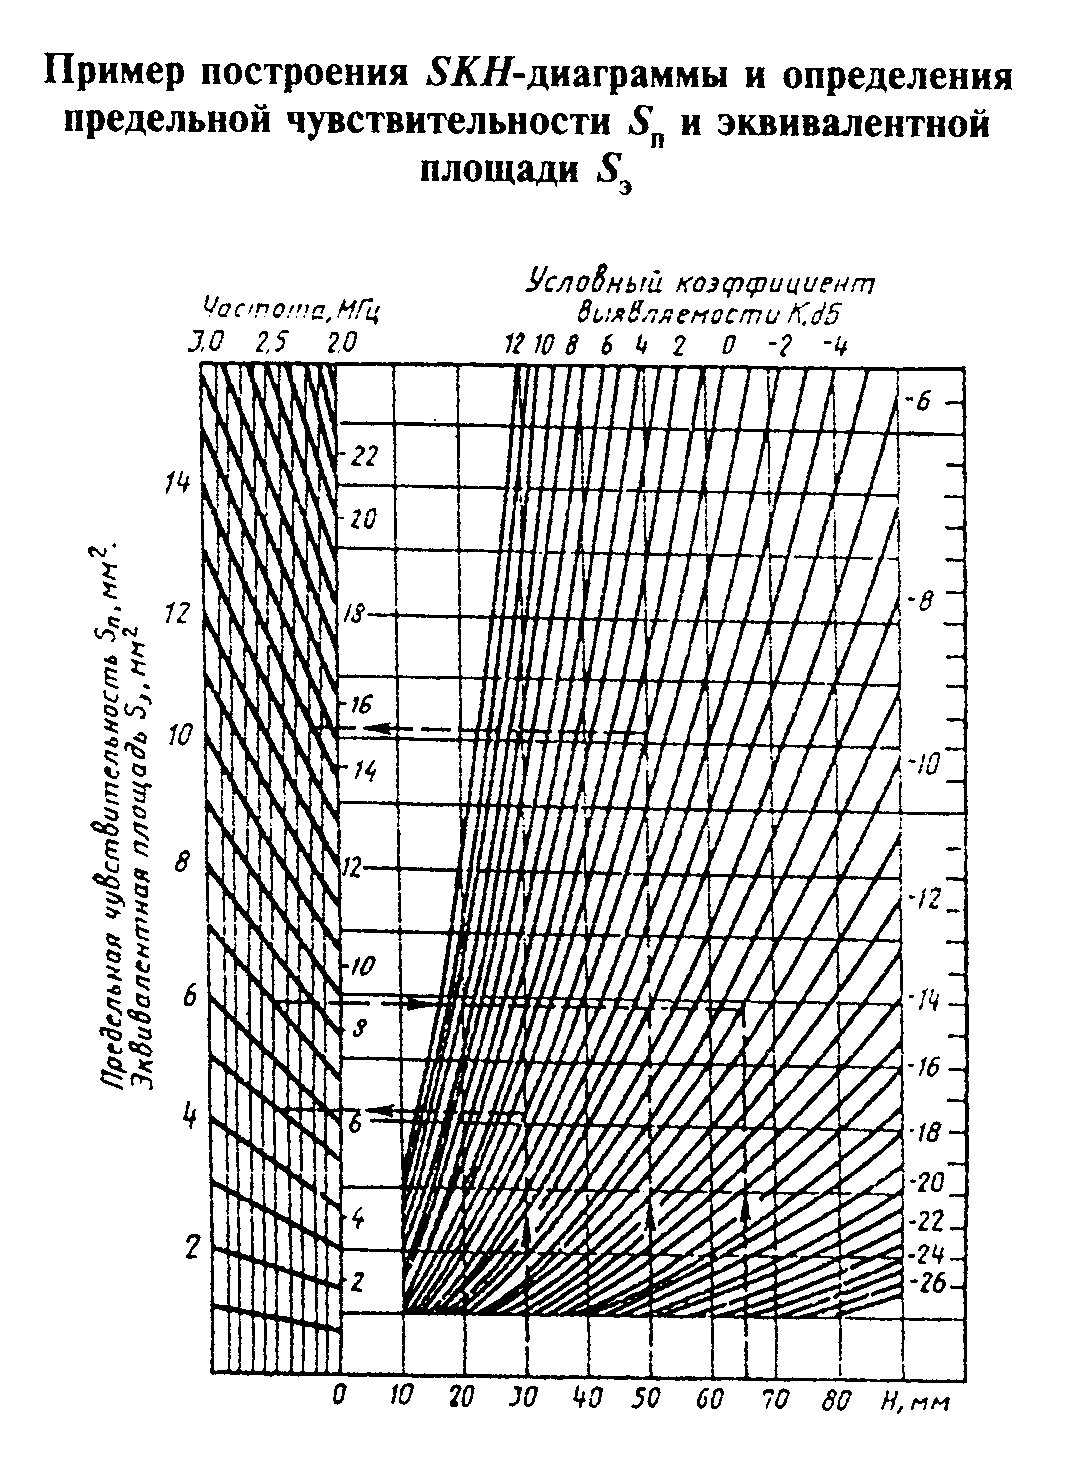 Пример построения SKH-диаграммы и определения
предельной чувствительности Sп и эквивалентной
площади Sэ
Условный коэффициент
выявляемости К,dБ
Частота,МГц
3,0 2,5 2,0
12 10 8 6 4 2 0 -2 -4
-6
-8
-10
-12
-14
-16
-18
-20
-22
-24
-26
22
20
18
16
14
12
10
8
6
4
2
14
12
10
8
6
4
2
Предельная чувствительность Sп, мм².
Эквивалентная площадь Sэ, мм²
0 10 20 30 40 50 60 70 80 Н, мм